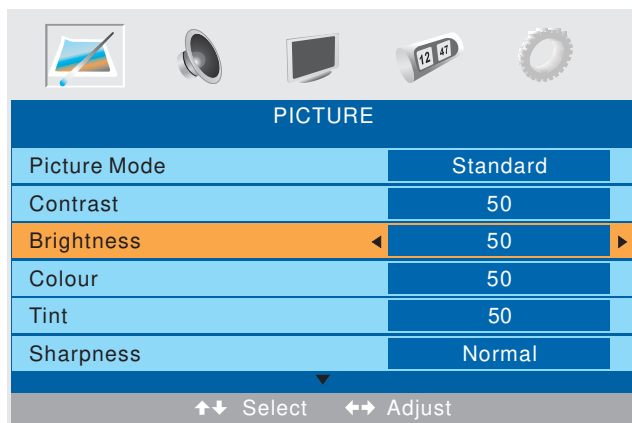 12 47
PICTURE
Picture Mode Standard
Contrast 50
Brightness 50
Colour 50
Tint 50
Sharpness Normal
Select Adjust